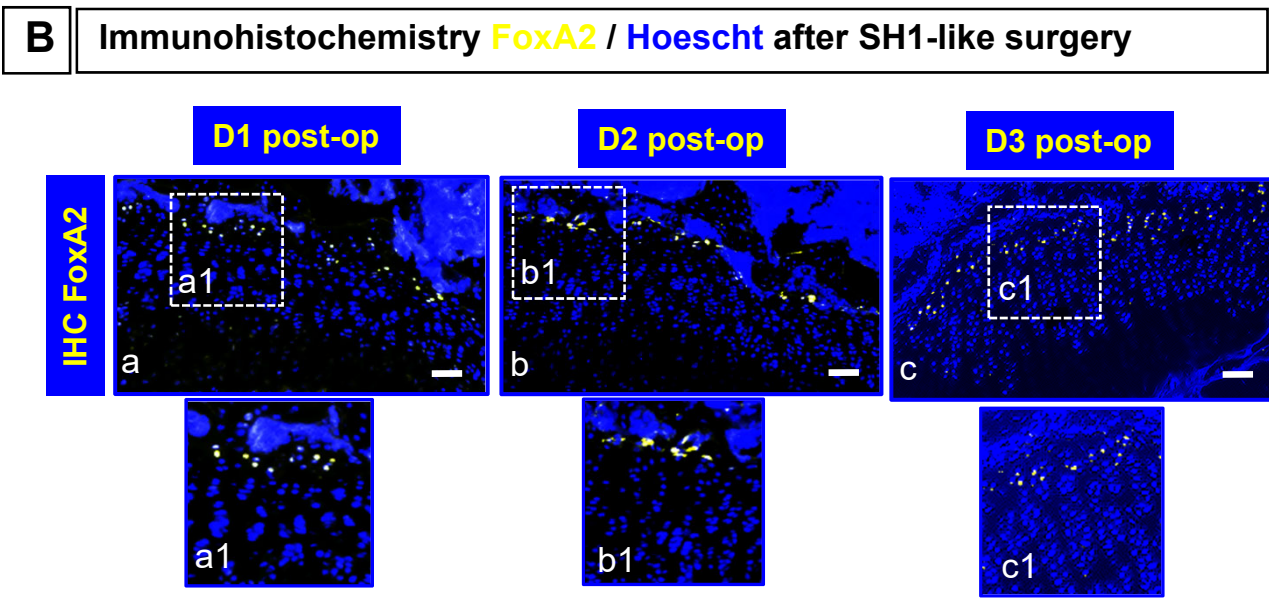 B
Immunohistochemistry FoxA2 / Hoescht after SH1-like surgery
D1 post-op
D2 post-op
D3 post-op
IHC FoxA2
a1
a
b1
b
c1
c
a1
b1
c1